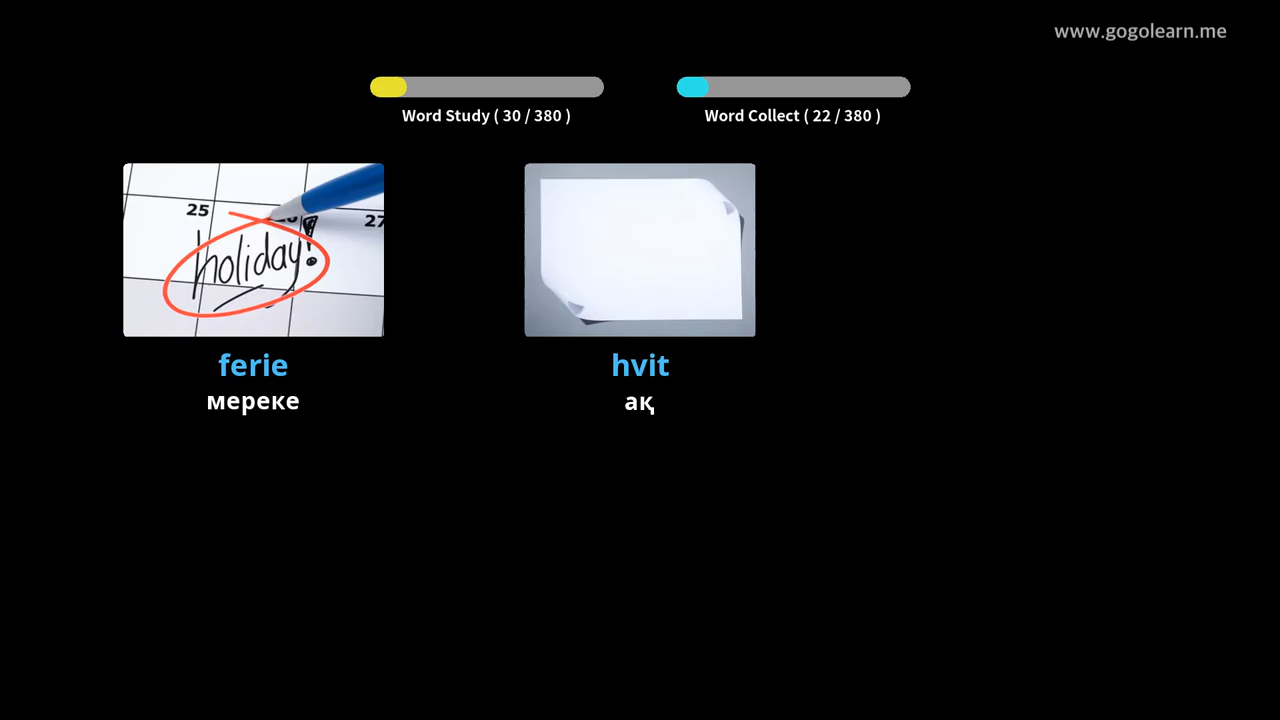 www.gogolearn.me
Word Study ( 30 / 380 )
Word Collect ( 22 / 380 )
25
27
holiday!
ferie
мереке
hvit
ақ